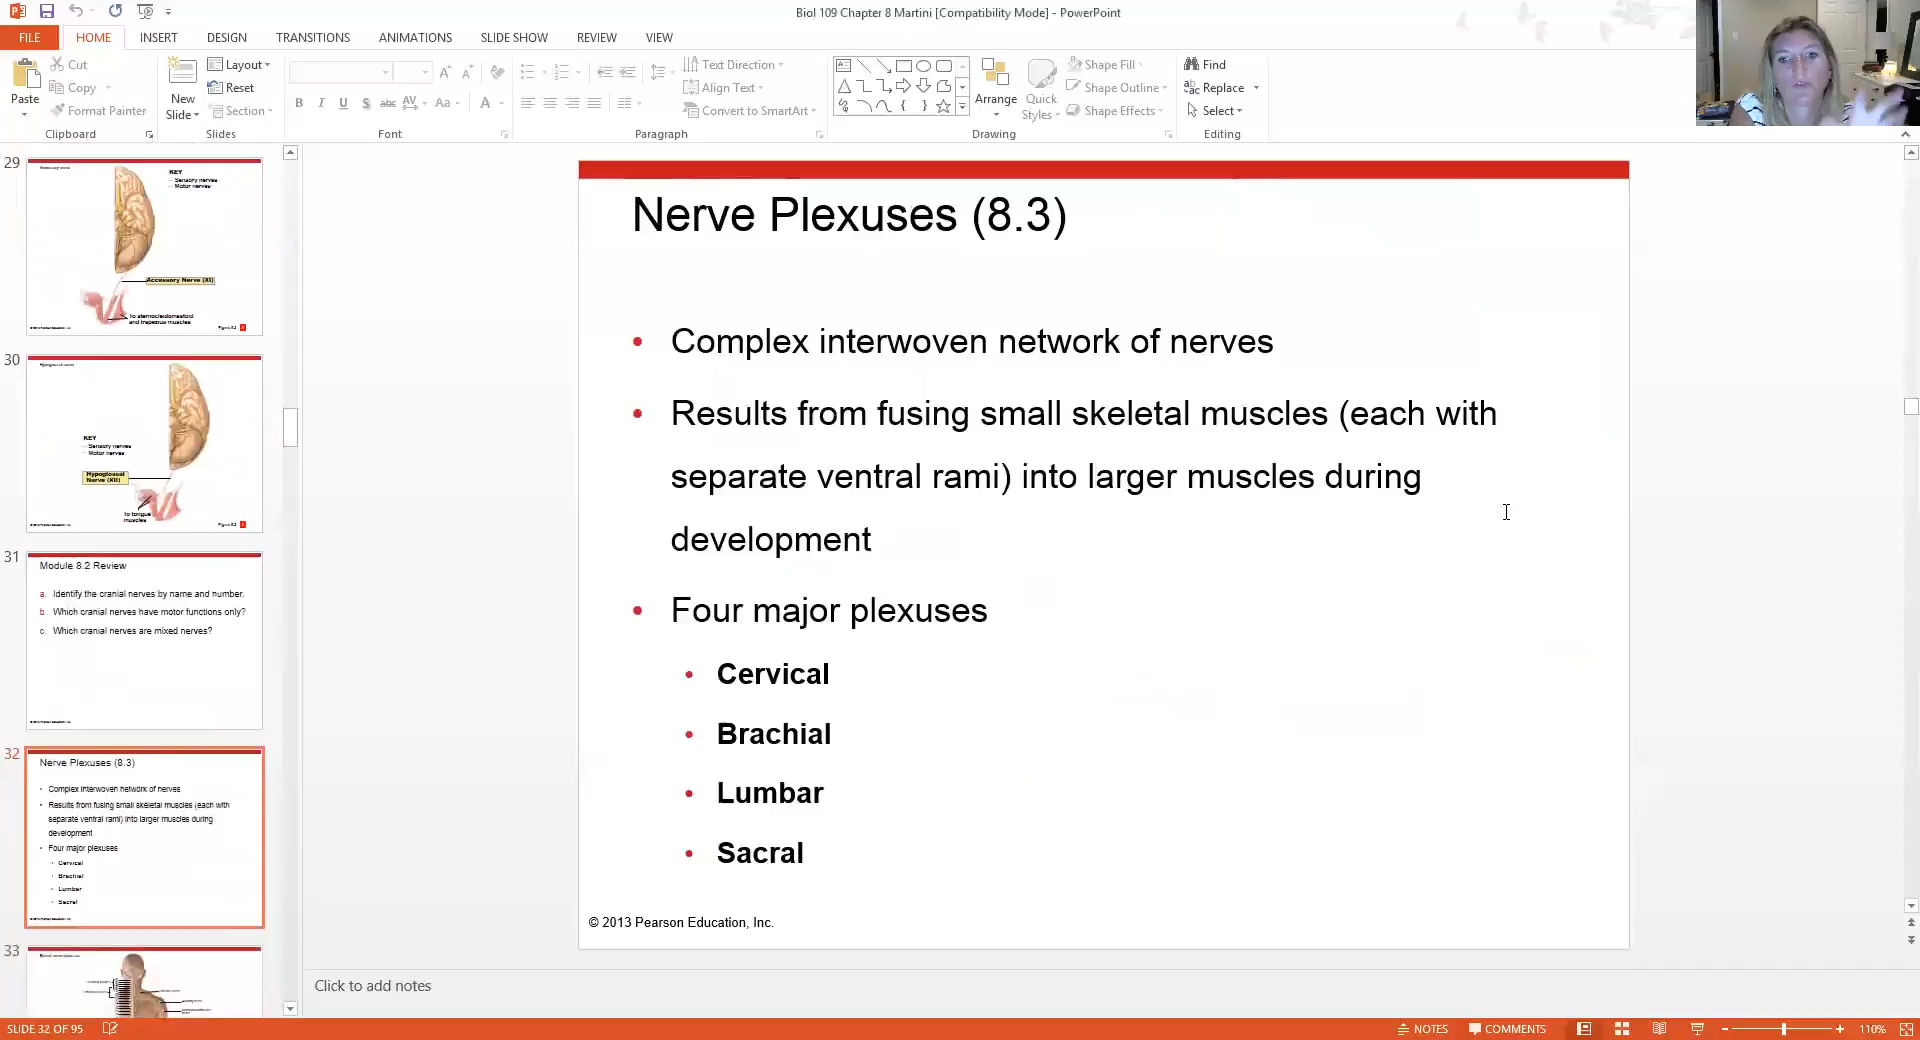 Biol 109 Chapter 8 Martini [Compatibility Mode] - PowerPoint
FILE HOME INSERT DESIGN TRANSITIONS ANIMATIONS SLIDE SHOW REVIEW VIEW
Paste
Cut
Copy
Format Painter
Clipboard
New
Slide
Layout
Reset
Section
Slides
B I U S abc AV Aa A
Font
Text Direction
Align Text
Convert to SmartArt
Paragraph
Arrange
Quick
Styles
Shape Fill
Shape Outline
Shape Effects
Drawing
Find
Replace
Select
Editing
29
KEY
Sensory nerves
Motor nerves
Accessory Nerve (XI)
To sternocleidomastoid
and trapezius muscles
30
KEY
Sensory nerves
Motor nerves
Hypoglossal
Nerve (XII)
To tongue
muscles
31
Module 8.2 Review
a. Identify the cranial nerves by name and number.
b. Which cranial nerves have motor functions only?
c. Which cranial nerves are mixed nerves?
32
Nerve Plexuses (8.3)
• Complex interwoven network of nerves
• Results from fusing small skeletal muscles (each with
separate ventral rami) into larger muscles during
development
• Four major plexuses
• Cervical
• Brachial
• Lumbar
• Sacral
33
Nerve Plexuses (8.3)
• Complex interwoven network of nerves
• Results from fusing small skeletal muscles (each with
separate ventral rami) into larger muscles during
development
• Four major plexuses
• Cervical
• Brachial
• Lumbar
• Sacral
© 2013 Pearson Education, Inc.
Click to add notes
SLIDE 32 OF 95
NOTES COMMENTS 110%